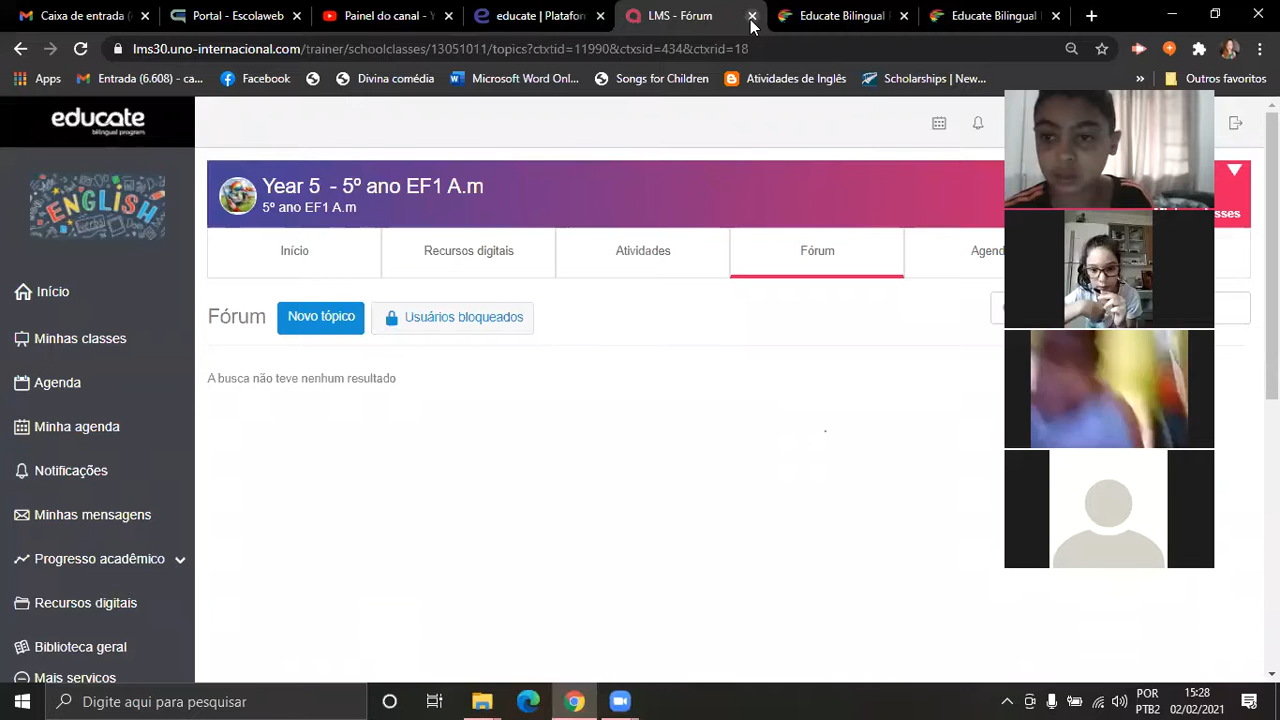 Caixa de entrada
Portal - Escolaweb
Painel do canal - Y
educate | Platafor
LMS - Fórum
Educate Bilingual
Educate Bilingual
lms30.uno-internacional.com/trainer/schoolclasses/13051011/topics?ctxtid=11990&ctxsid=434&ctxrid=18
Apps
Entrada (6.608) - ca...
Facebook
Divina comédia
Microsoft Word Onl...
Songs for Children
Atividades de Inglês
Scholarships | New...
»
Outros favoritos
educate
bilingual program
ENGLISH
Year 5 - 5º ano EF1 A.m
5º ano EF1 A.m
sses
Início
Recursos digitais
Atividades
Fórum
Agend
Fórum
Novo tópico
Usuários bloqueados
A busca não teve nenhum resultado
Início
Minhas classes
Agenda
Minha agenda
Notificações
Minhas mensagens
Progresso acadêmico
Recursos digitais
Biblioteca geral
Mais serviços
Digite aqui para pesquisar
POR
PTB2
15:28
02/02/2021